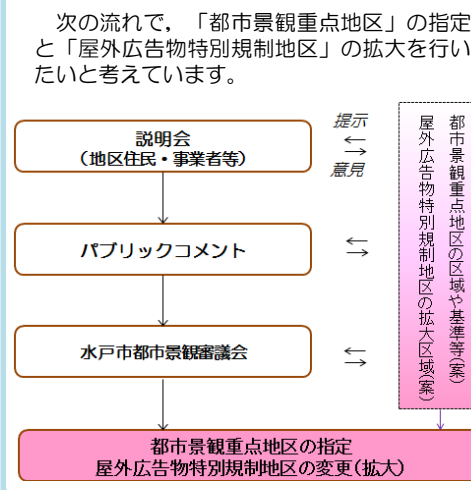 次の流れで，「都市景観重点地区」の指定
と「屋外広告物特別規制地区」の拡大を行い
たいと考えています。
説明会
（地区住民・事業者等）
提示
意見
都市景観重点地区の区域や基準等(案)
屋外広告物特別規制地区の拡大区域(案)
パブリックコメント
水戸市都市景観審議会
都市景観重点地区の指定
屋外広告物特別規制地区の変更(拡大)